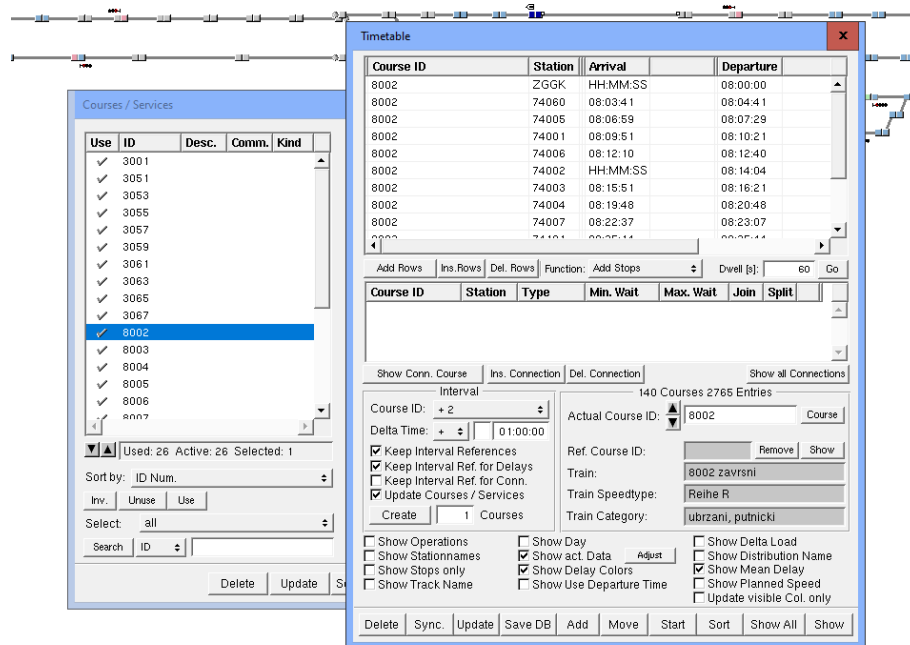 Timetable
Course ID Station Arrival Departure
8002 ZGGK HH:MM:SS 08:00:00
8002 74060 08:03:41 08:04:41
8002 74005 08:06:59 08:07:29
8002 74001 08:09:51 08:10:21
8002 74006 08:12:10 08:12:40
8002 74002 HH:MM:SS 08:14:04
8002 74003 08:15:51 08:16:21
8002 74004 08:19:48 08:20:48
8002 74007 08:22:37 08:23:07
Add Rows Ins.Rows Del. Rows Function: Add Stops Dwell [s]: 60 Go
Course ID Station Type Min. Wait Max. Wait Join Split
Show Conn. Course Ins. Connection Del. Connection Show all Connections
Interval
Course ID: + 2
Delta Time: + 01:00:00
Keep Interval References
Keep Interval Ref. for Delays
Keep Interval Ref. for Conn.
Update Courses / Services
Create 1 Courses
140 Courses 2765 Entries
Actual Course ID: 8002 Course
Ref. Course ID: Remove Show
Train: 8002 zavrsni
Train Speedtype: Reihe R
Train Category: ubrzani, putnicki
Show Operations Show Day Show Delta Load
Show Stationnames Show act. Data Adjust Show Distribution Name
Show Stops only Show Delay Colors Show Mean Delay
Show Track Name Show Use Departure Time Show Planned Speed
Update visible Col. only
Delete Sync. Update Save DB Add Move Start Sort Show All Show
Courses / Services
Use ID Desc. Comm. Kind
3001
3051
3053
3055
3057
3059
3061
3063
3065
3067
8002
8003
8004
8005
8006
8007
Used: 26 Active: 26 Selected: 1
Sort by: ID Num.
Inv. Unuse Use
Select: all
Search ID
Delete Update